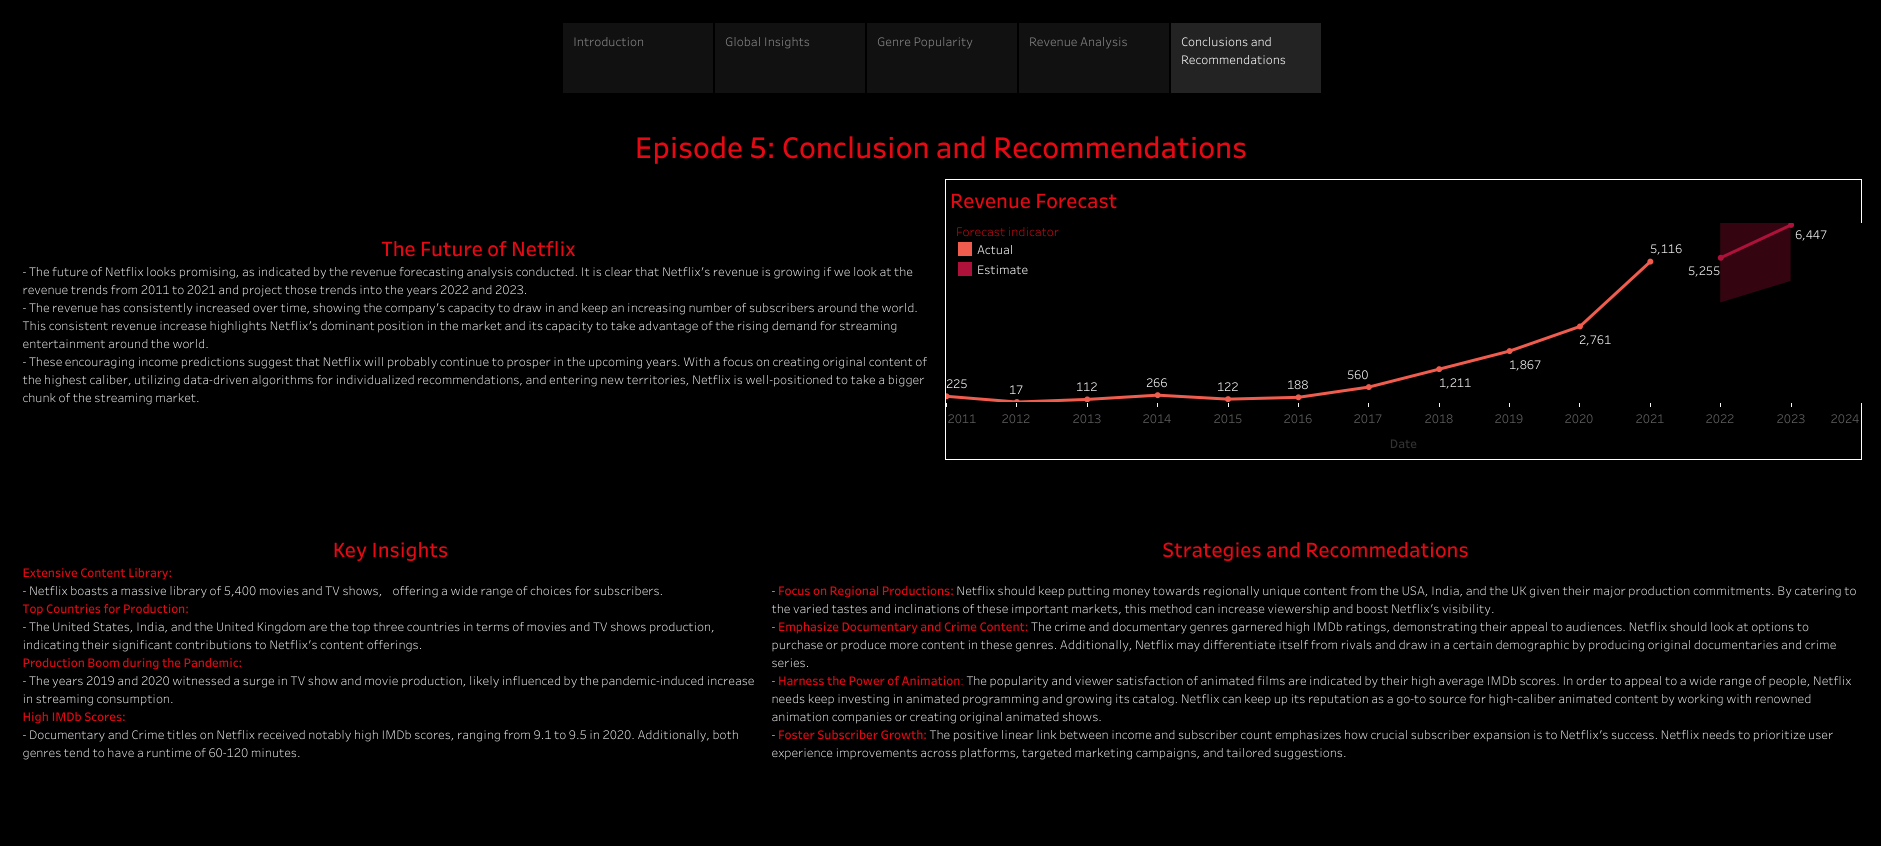 Introduction
Global Insights
Genre Popularity
Revenue Analysis
Conclusions and
Recommendations
Episode 5: Conclusion and Recommendations
The Future of Netflix
- The future of Netflix looks promising, as indicated by the revenue forecasting analysis conducted. It is clear that Netflix's revenue is growing if we look at the
revenue trends from 2011 to 2021 and project those trends into the years 2022 and 2023.
- The revenue has consistently increased over time, showing the company's capacity to draw in and keep an increasing number of subscribers around the world.
This consistent revenue increase highlights Netflix's dominant position in the market and its capacity to take advantage of the rising demand for streaming
entertainment around the world.
- These encouraging income predictions suggest that Netflix will probably continue to prosper in the upcoming years. With a focus on creating original content of
the highest caliber, utilizing data-driven algorithms for individualized recommendations, and entering new territories, Netflix is well-positioned to take a bigger
chunk of the streaming market.
Revenue Forecast
Forecast indicator
Actual
Estimate
225
17
112
266
122
188
560
1,211
1,867
2,761
5,116
5,255
6,447
2011
2012
2013
2014
2015
2016
2017
2018
2019
2020
2021
2022
2023
2024
Date
Key Insights
Extensive Content Library:
- Netflix boasts a massive library of 5,400 movies and TV shows, offering a wide range of choices for subscribers.
Top Countries for Production:
- The United States, India, and the United Kingdom are the top three countries in terms of movies and TV shows production,
indicating their significant contributions to Netflix's content offerings.
Production Boom during the Pandemic:
- The years 2019 and 2020 witnessed a surge in TV show and movie production, likely influenced by the pandemic-induced increase
in streaming consumption.
High IMDb Scores:
- Documentary and Crime titles on Netflix received notably high IMDb scores, ranging from 9.1 to 9.5 in 2020. Additionally, both
genres tend to have a runtime of 60-120 minutes.
Strategies and Recommedations
- Focus on Regional Productions: Netflix should keep putting money towards regionally unique content from the USA, India, and the UK given their major production commitments. By catering to
the varied tastes and inclinations of these important markets, this method can increase viewership and boost Netflix's visibility.
- Emphasize Documentary and Crime Content: The crime and documentary genres garnered high IMDb ratings, demonstrating their appeal to audiences. Netflix should look at options to
purchase or produce more content in these genres. Additionally, Netflix may differentiate itself from rivals and draw in a certain demographic by producing original documentaries and crime
series.
- Harness the Power of Animation: The popularity and viewer satisfaction of animated films are indicated by their high average IMDb scores. In order to appeal to a wide range of people, Netflix
needs keep investing in animated programming and growing its catalog. Netflix can keep up its reputation as a go-to source for high-caliber animated content by working with renowned
animation companies or creating original animated shows.
- Foster Subscriber Growth: The positive linear link between income and subscriber count emphasizes how crucial subscriber expansion is to Netflix's success. Netflix needs to prioritize user
experience improvements across platforms, targeted marketing campaigns, and tailored suggestions.